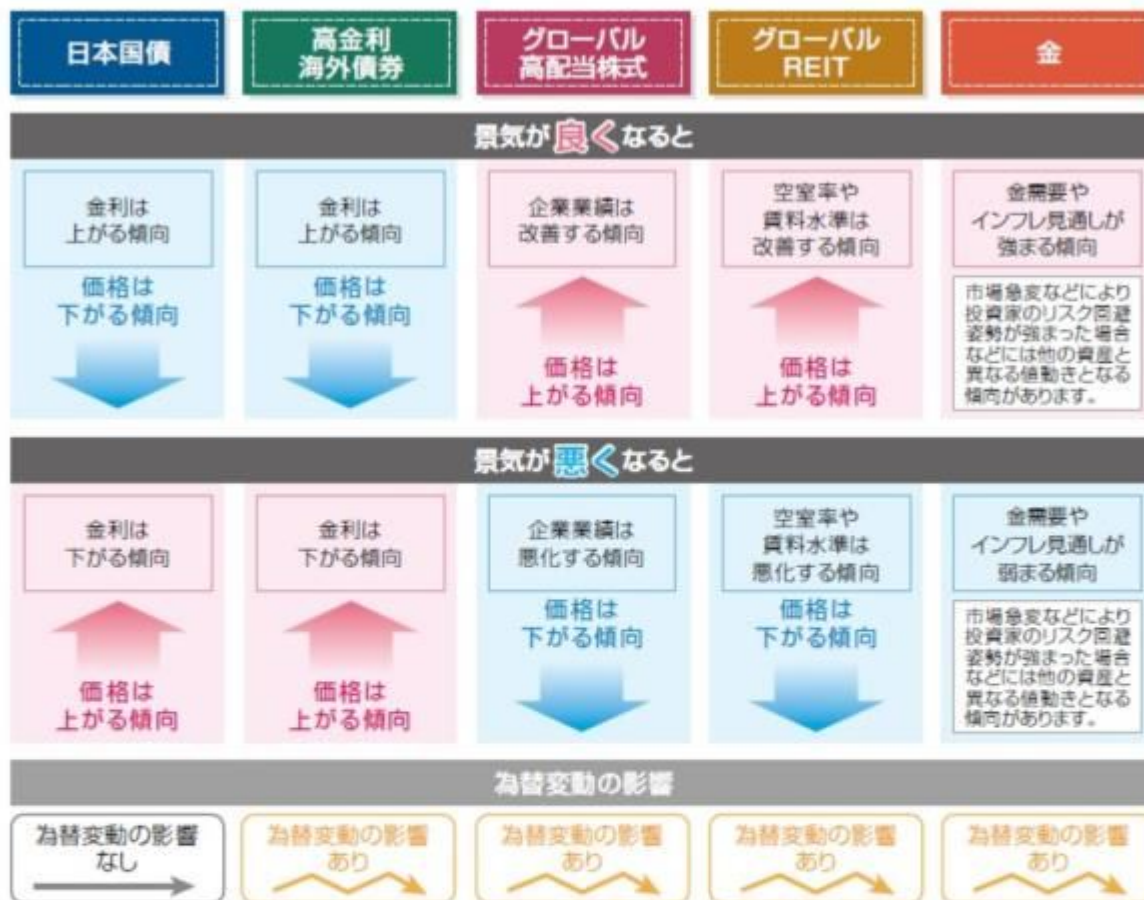 日本国債
高金利
海外債券
グローバル
高配当株式
グローバル
REIT
金
景気が良くなると
金利は
上がる傾向
価格は
下がる傾向
金利は
上がる傾向
価格は
下がる傾向
企業業績は
改善する傾向
価格は
上がる傾向
空室率や
賃料水準は
改善する傾向
価格は
上がる傾向
金需要や
インフレ見通しが
強まる傾向
市場急変などにより
投資家のリスク回避
姿勢が強まった場合
などには他の資産と
異なる値動きとなる
傾向があります。
景気が悪くなると
金利は
下がる傾向
価格は
上がる傾向
金利は
下がる傾向
価格は
上がる傾向
企業業績は
悪化する傾向
価格は
下がる傾向
空室率や
賃料水準は
悪化する傾向
価格は
下がる傾向
金需要や
インフレ見通しが
弱まる傾向
市場急変などにより
投資家のリスク回避
姿勢が強まった場合
などには他の資産と
異なる値動きとなる
傾向があります。
為替変動の影響
為替変動の影響
なし
為替変動の影響
あり
為替変動の影響
あり
為替変動の影響
あり
為替変動の影響
あり